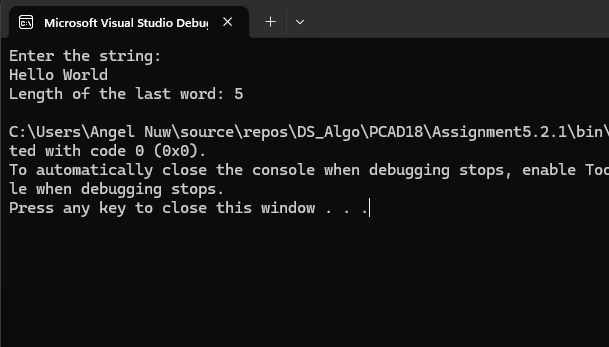 Microsoft Visual Studio Debug
Enter the string:
Hello World
Length of the last word: 5
C:\Users\Angel Nuw\source\repos\DS_Algo\PCAD18\Assignment5.2.1\bin\
ted with code 0 (0x0).
To automatically close the console when debugging stops, enable Too
le when debugging stops.
Press any key to close this window . . .